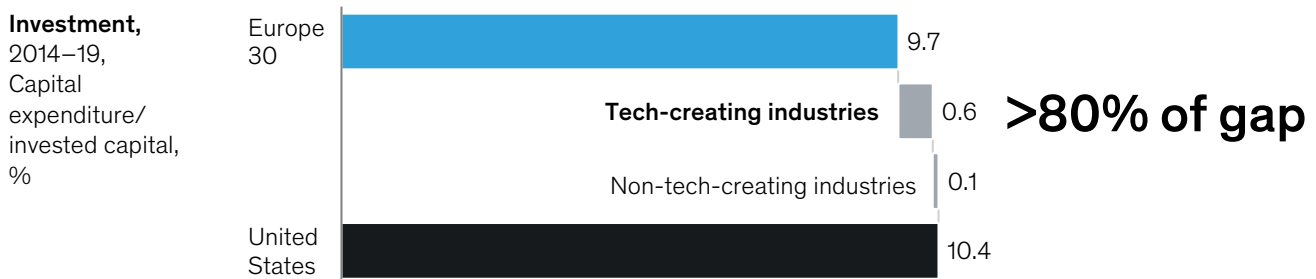 Investment,
2014–19,
Capital
expenditure/
invested capital,
%
Europe
30
9.7
Tech-creating industries
0.6
>80% of gap
Non-tech-creating industries
0.1
United
States
10.4